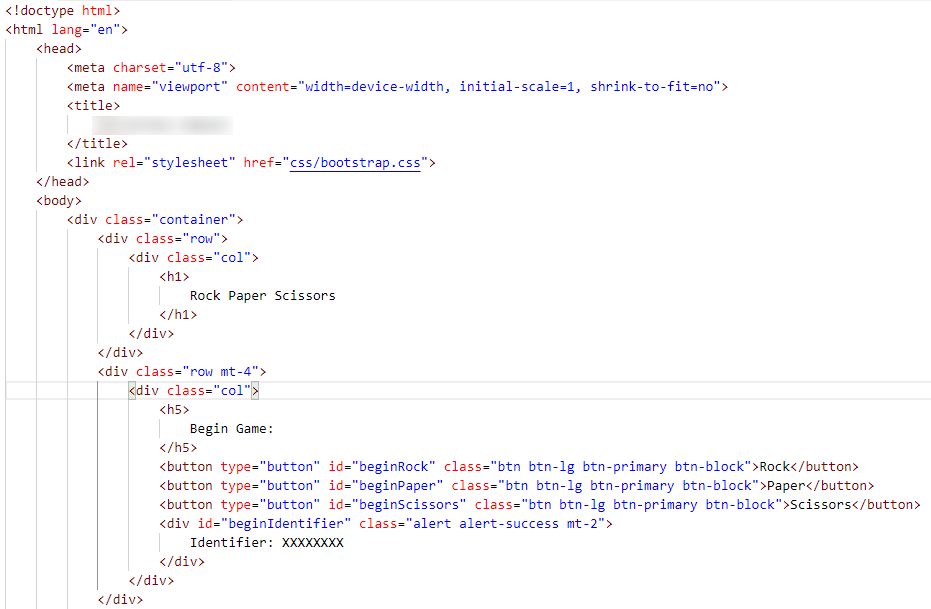 <!doctype html>
<html lang="en">
<head>
<meta charset="utf-8">
<meta name="viewport" content="width=device-width, initial-scale=1, shrink-to-fit=no">
<title>
</title>
<link rel="stylesheet" href="css/bootstrap.css">
</head>
<body>
<div class="container">
<div class="row">
<div class="col">
<h1>
Rock Paper Scissors
</h1>
</div>
</div>
<div class="row mt-4">
<div class="col">
<h5>
Begin Game:
</h5>
<button type="button" id="beginRock" class="btn btn-lg btn-primary btn-block">Rock</button>
<button type="button" id="beginPaper" class="btn btn-lg btn-primary btn-block">Paper</button>
<button type="button" id="beginScissors" class="btn btn-lg btn-primary btn-block">Scissors</button>
<div id="beginIdentifier" class="alert alert-success mt-2">
Identifier: XXXXXXXX
</div>
</div>
</div>